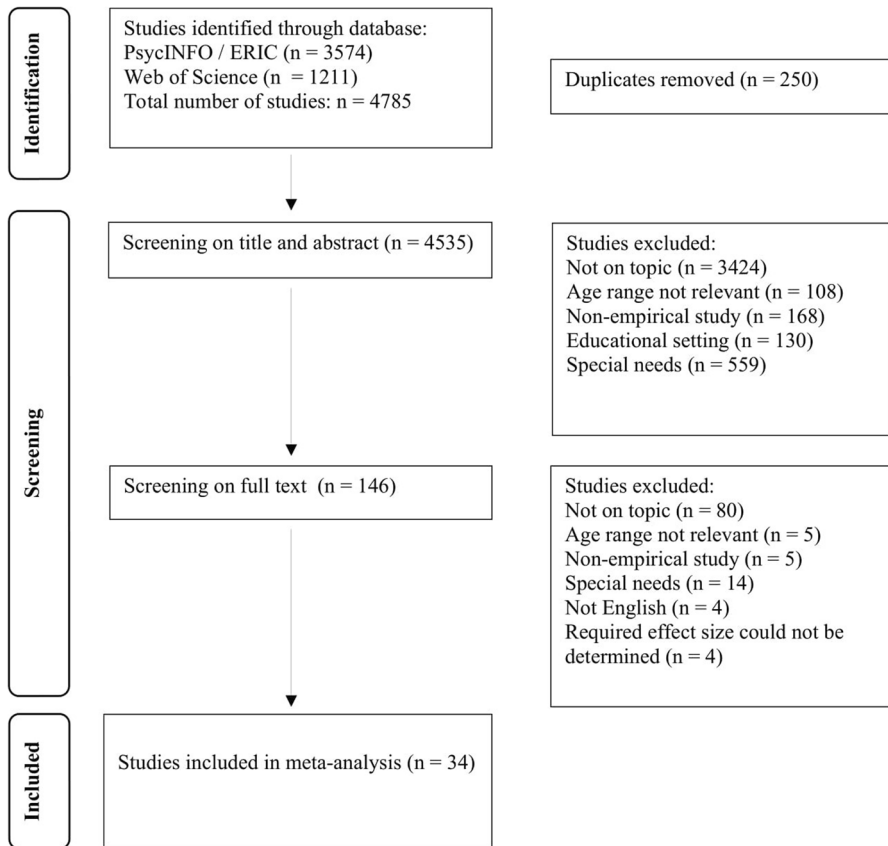 Identification
Studies identified through database:
PsycINFO / ERIC (n = 3574)
Web of Science (n = 1211)
Total number of studies: n = 4785
Duplicates removed (n = 250)
Screening
Screening on title and abstract (n = 4535)
Studies excluded:
Not on topic (n = 3424)
Age range not relevant (n = 108)
Non-empirical study (n = 168)
Educational setting (n = 130)
Special needs (n = 559)
Screening on full text (n = 146)
Studies excluded:
Not on topic (n = 80)
Age range not relevant (n = 5)
Non-empirical study (n = 5)
Special needs (n = 14)
Not English (n = 4)
Required effect size could not be
determined (n = 4)
Included
Studies included in meta-analysis (n = 34)